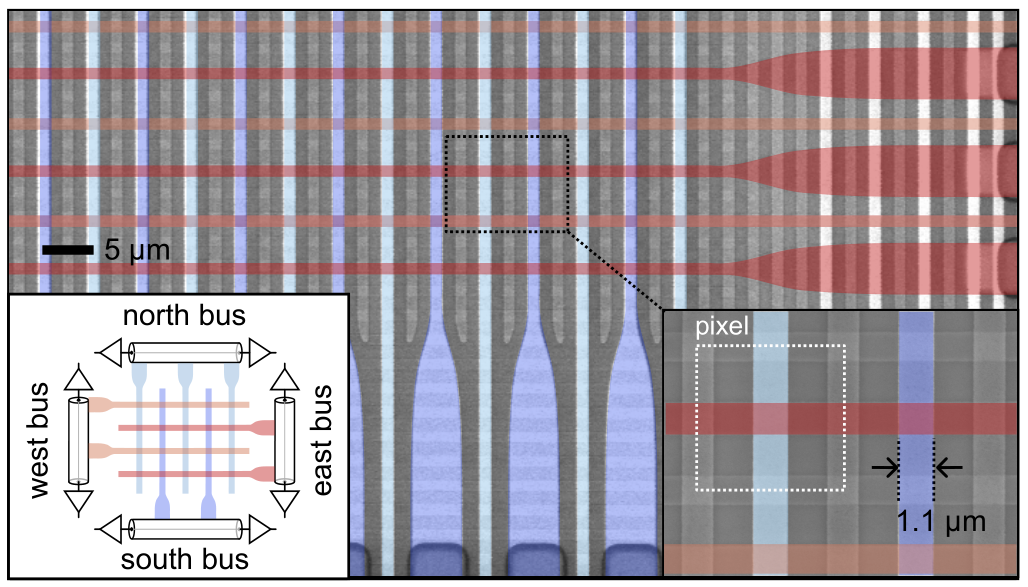 5 μm
north bus
west bus
east bus
south bus
pixel
1.1 μm